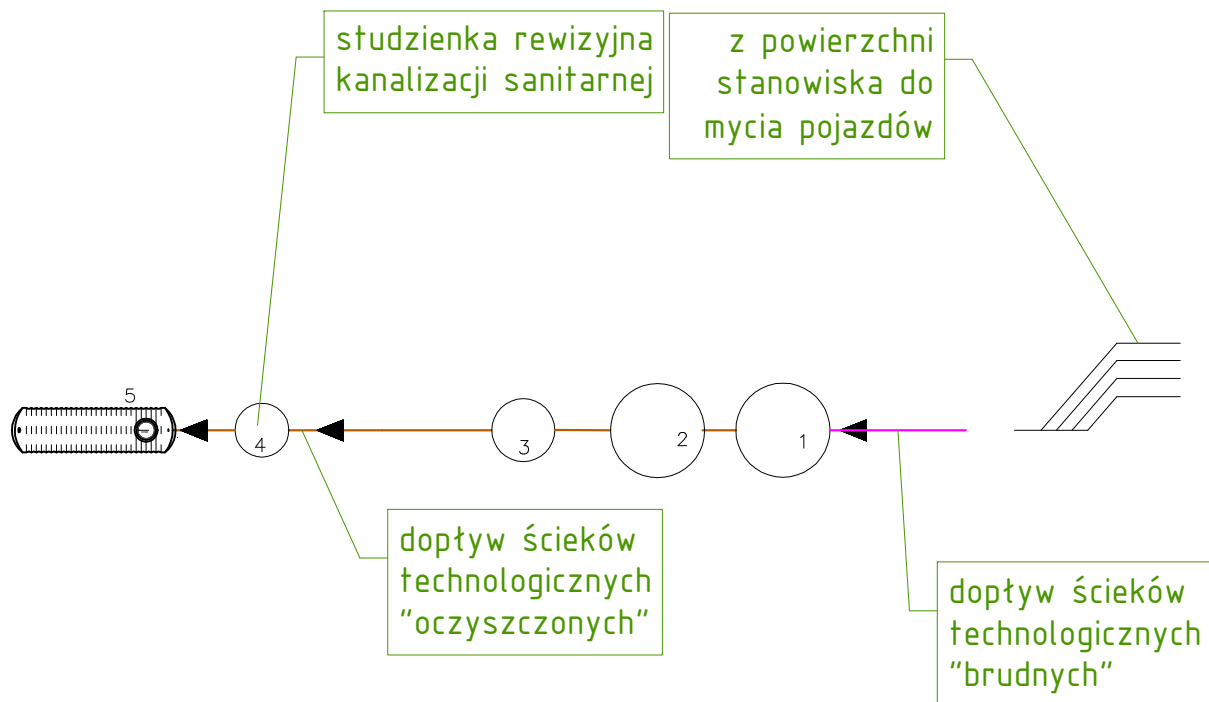 studzienka rewizyjna
kanalizacji sanitarnej
z powierzchni
stanowiska do
mycia pojazdów
5
4
3
2
1
dopływ ścieków
technologicznych
"oczyszczonych"
dopływ ścieków
technologicznych
"brudnych"